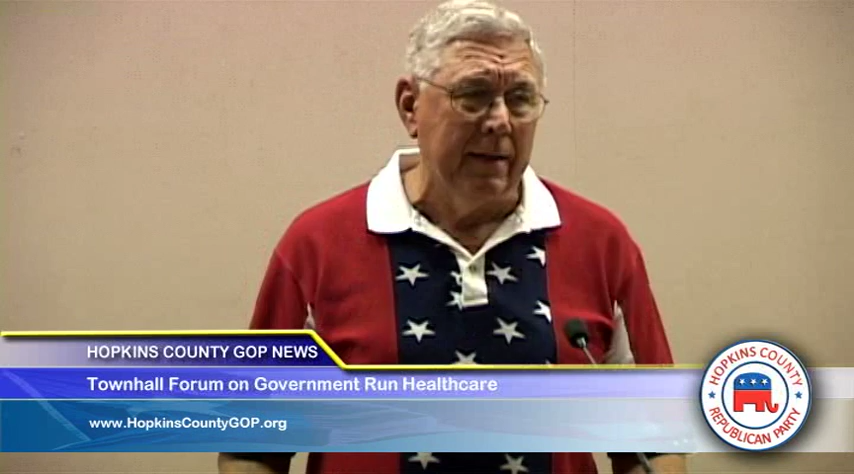 HOPKINS COUNTY GOP NEWS
Townhall Forum on Government Run Healthcare
www.HopkinsCountyGOP.org
HOPKINS COUNTY
REPUBLICAN PARTY